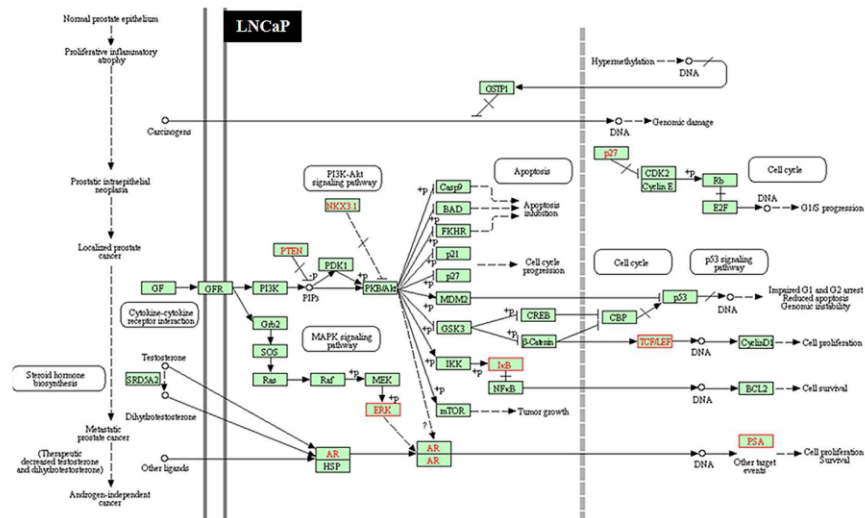 LNCaP
Normal prostate epithelium
Proliferative inflammatory
atrophy
Prostatic intraepithelial
neoplasia
Localized prostate
cancer
Metastatic
prostate cancer
(Therapeutic
decreased testosterone
and dihydrotestosterone)
Androgen-independent
cancer
Carcinogens
GSTP1
Hypermethylation
DNA
DNA
Genomic damage
PI3K-Akt
signaling pathway
Apoptosis
Cell cycle
NKX3.1
PTEN
PDK1
GF
GFR
PI3K
PIPs
-p
+p
PKB/Akt
Cytokine-cytokine
receptor interaction
Grb2
SOS
Ras
Raf
+p
MEK
+p
ERK
MAPK signaling
pathway
Steroid hormone
biosynthesis
Testosterone
SRD5A2
Dihydrotestosterone
Other ligands
AR
HSP
?
AR
AR
+p
Casp9
+p
BAD
+p
FKHR
Apoptosis
inhibition
+p
p21
+p
p27
Cell cycle
progression
+p
MDM2
+p
GSK3
+p
IKK
+p
mTOR
Tumor growth
CREB
β-Catenin
+p
IκB
NFκB
p27
CDK2
Cyclin E
+p
Rb
E2F
DNA
G1/S progression
Cell cycle
p53 signaling
pathway
CBP
p53
DNA
Impaired G1 and G2 arrest
Reduced apoptosis
Genomic instability
TCF/LEF
DNA
CyclinD1
Cell proliferation
DNA
BCL2
Cell survival
PSA
DNA
Other target
events
Cell proliferation
Survival